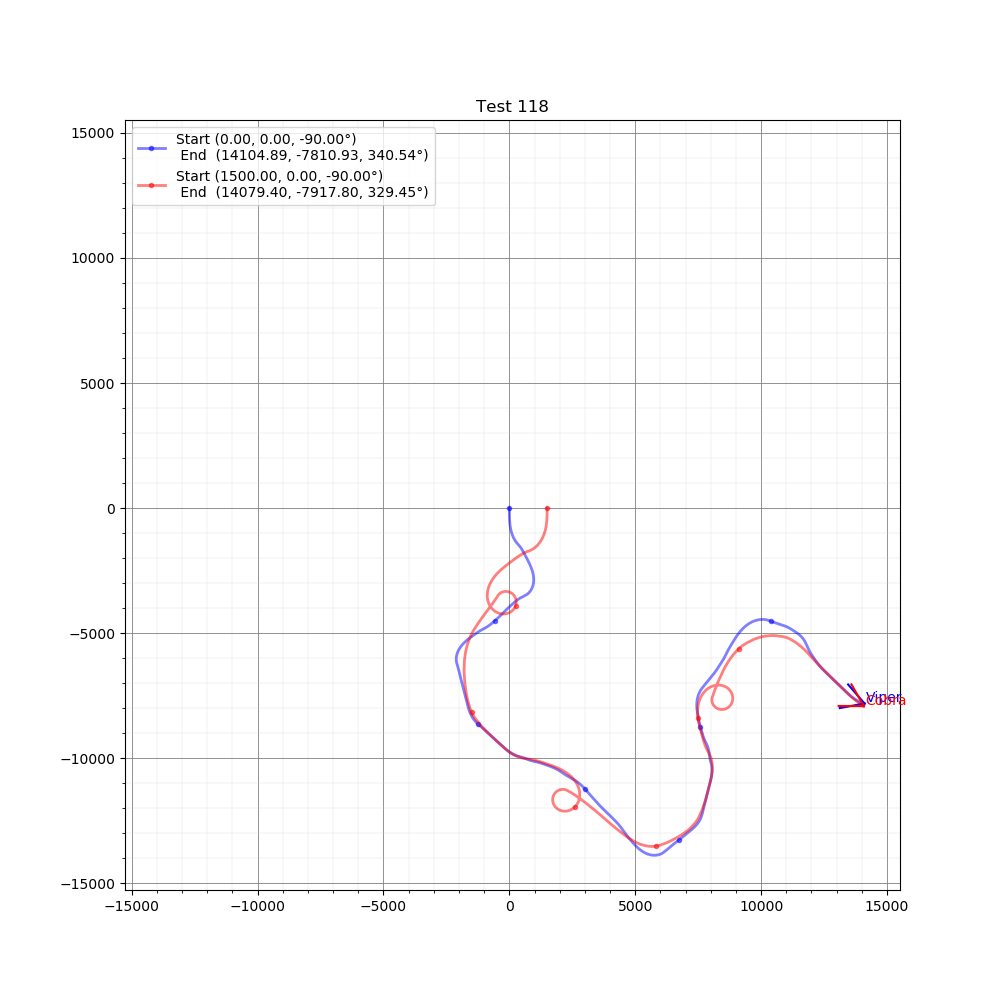 Test 118
Start (0.00, 0.00, -90.00°)
End  (14104.89, -7810.93, 340.54°)
Start (1500.00, 0.00, -90.00°)
End  (14079.40, -7917.80, 329.45°)
15000
10000
5000
0
−5000
−10000
−15000
Viper
Cobra
−15000 −10000 −5000 0 5000 10000 15000